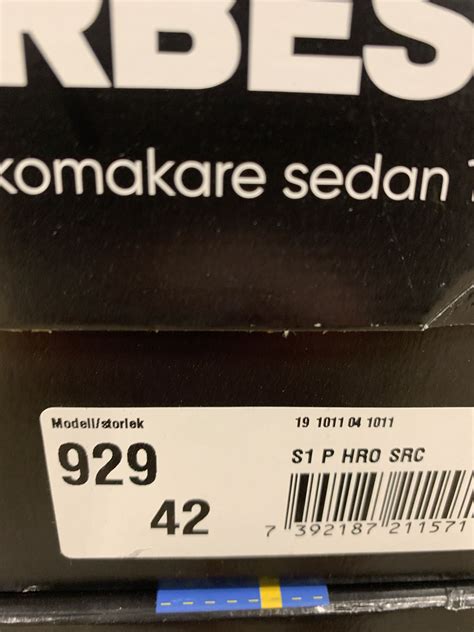 RBES
komakare sedan
Modell/storlek
19 1011 04 1011
929
S1 P HRO SRC
42
7 392187 211571